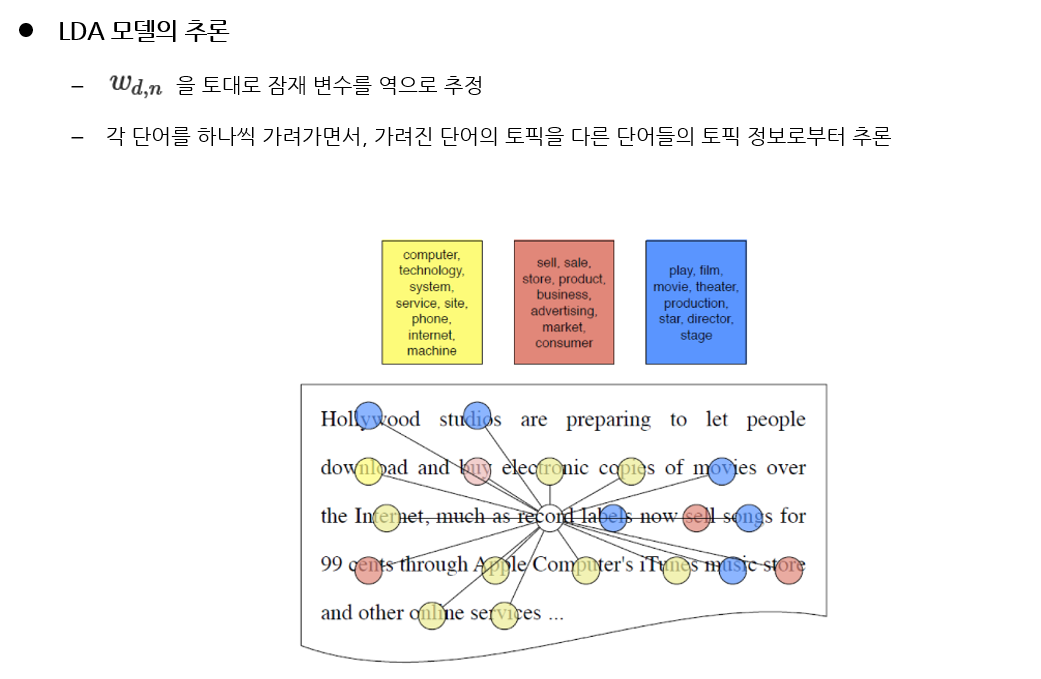 ● LDA 모델의 추론
– w_{d,n} 을 토대로 잠재 변수를 역으로 추정
– 각 단어를 하나씩 가려가면서, 가려진 단어의 토픽을 다른 단어들의 토픽 정보로부터 추론
computer,
technology,
system,
service, site,
phone,
internet,
machine
sell, sale,
store, product,
business,
advertising,
market,
consumer
play, film,
movie, theater,
production,
star, director,
stage
Hollywood studios are preparing to let people
download and buy electronic copies of movies over
the Internet, much as record labels now sell songs for
99 cents through Apple Computer's iTunes music store
and other online services ...